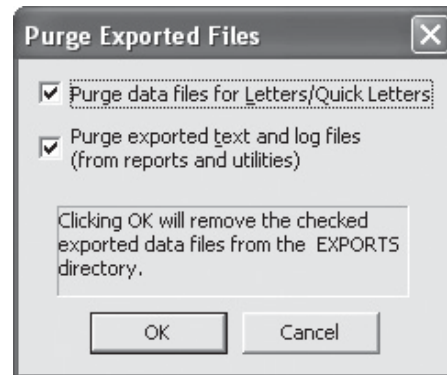 Purge Exported Files
Purge data files for Letters/Quick Letters
Purge exported text and log files
(from reports and utilities)
Clicking OK will remove the checked
exported data files from the EXPORTS
directory.
OK
Cancel